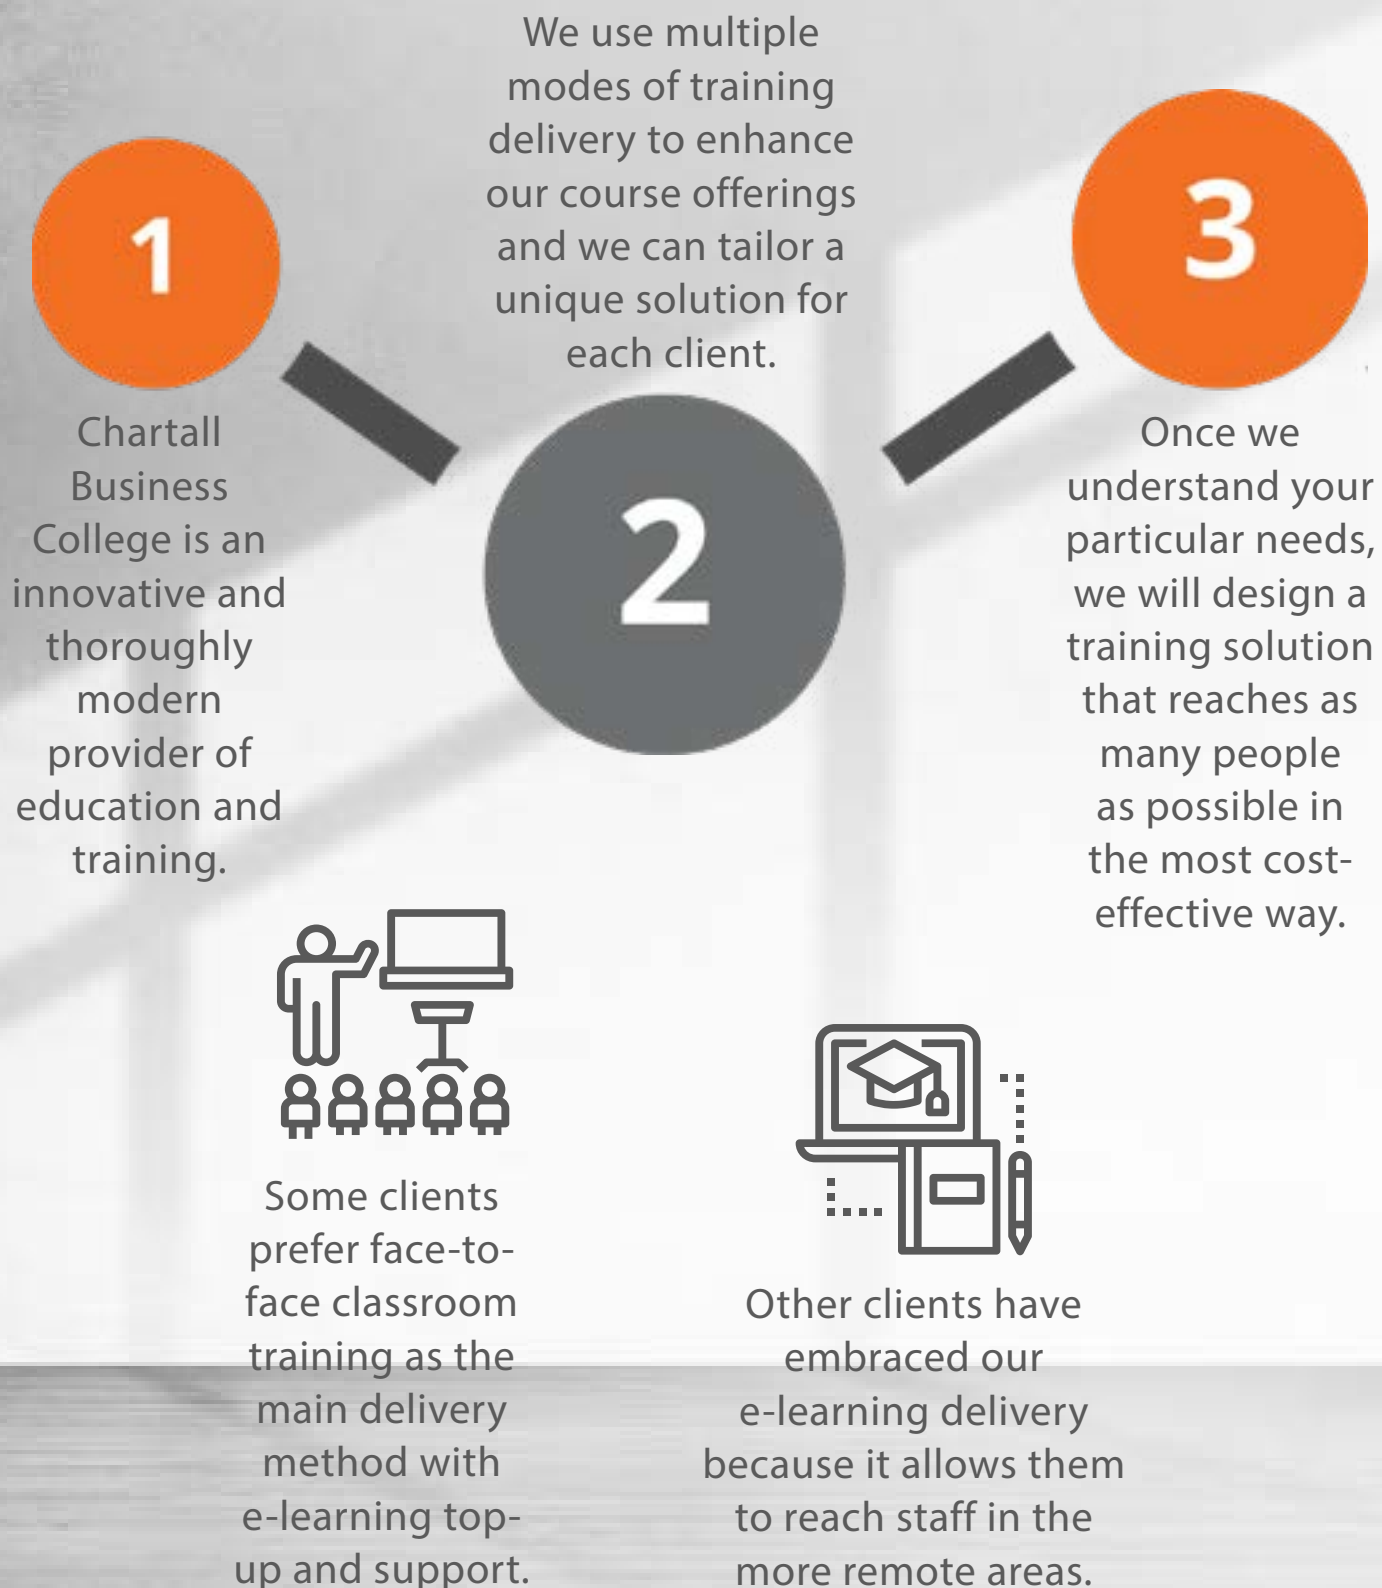 1
Chartall
Business
College is an
innovative and
thoroughly
modern
provider of
education and
training.
We use multiple
modes of training
delivery to enhance
our course offerings
and we can tailor a
unique solution for
each client.
2
3
Once we
understand your
particular needs,
we will design a
training solution
that reaches as
many people
as possible in
the most cost-
effective way.
Some clients
prefer face-to-
face classroom
training as the
main delivery
method with
e-learning top-
up and support.
Other clients have
embraced our
e-learning delivery
because it allows them
to reach staff in the
more remote areas.